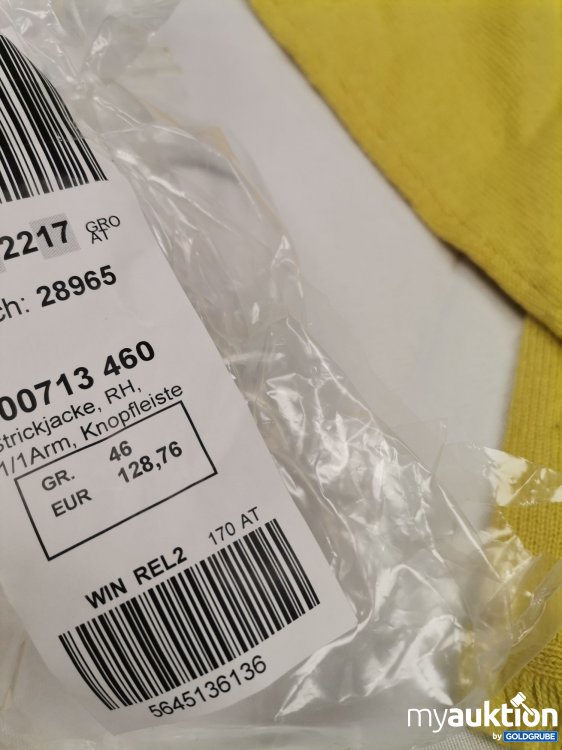 2217 GRO
AT
ch: 28965
00713 460
Strickjacke, RH,
1/1Arm, Knopfleiste
GR. 46
EUR 128,76
WIN REL2 170 AT
5645136136
myauktion
by GOLDGRUBE